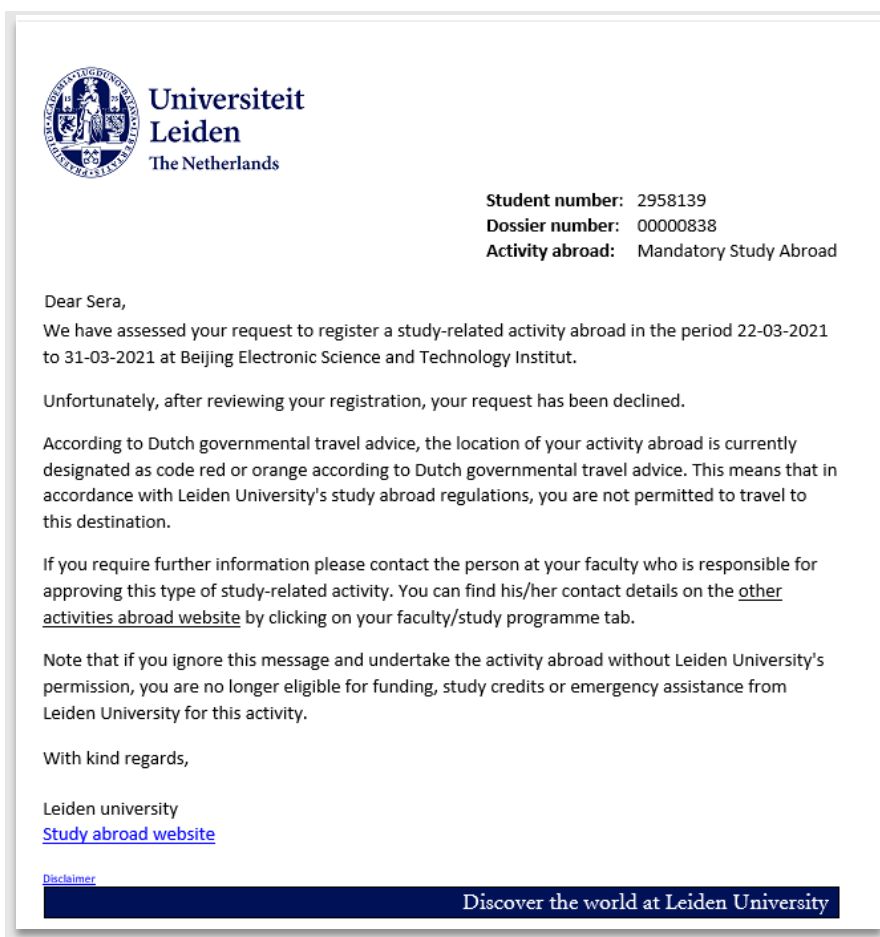 Universiteit
Leiden
The Netherlands
Student number: 2958139
Dossier number: 00000838
Activity abroad: Mandatory Study Abroad
Dear Sera,
We have assessed your request to register a study-related activity abroad in the period 22-03-2021
to 31-03-2021 at Beijing Electronic Science and Technology Institut.
Unfortunately, after reviewing your registration, your request has been declined.
According to Dutch governmental travel advice, the location of your activity abroad is currently
designated as code red or orange according to Dutch governmental travel advice. This means that in
accordance with Leiden University's study abroad regulations, you are not permitted to travel to
this destination.
If you require further information please contact the person at your faculty who is responsible for
approving this type of study-related activity. You can find his/her contact details on the other
activities abroad website by clicking on your faculty/study programme tab.
Note that if you ignore this message and undertake the activity abroad without Leiden University's
permission, you are no longer eligible for funding, study credits or emergency assistance from
Leiden University for this activity.
With kind regards,
Leiden university
Study abroad website
Disclaimer
Discover the world at Leiden University